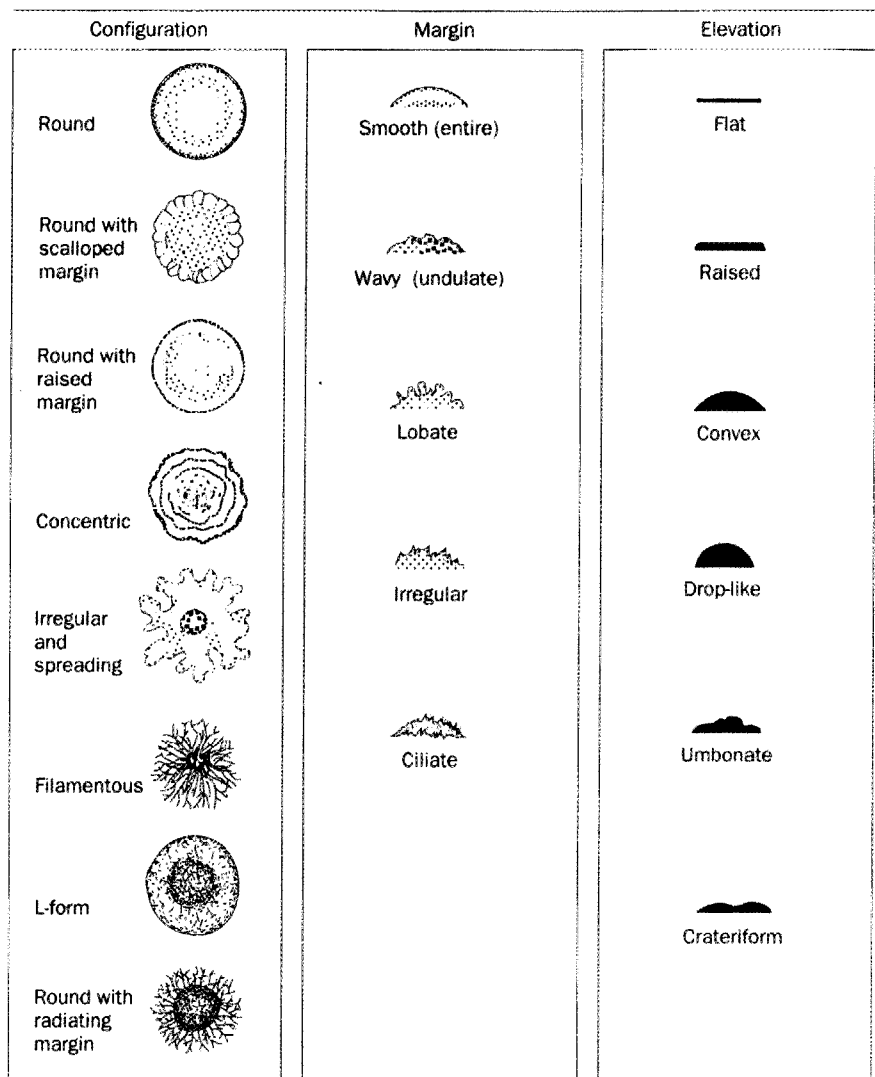 Configuration
Margin
Elevation
Round
Round with
scalloped
margin
Round with
raised
margin
Concentric
Irregular
and
spreading
Filamentous
L-form
Round with
radiating
margin
Smooth (entire)
Wavy (undulate)
Lobate
Irregular
Ciliate
Flat
Raised
Convex
Drop-like
Umbonate
Crateriform